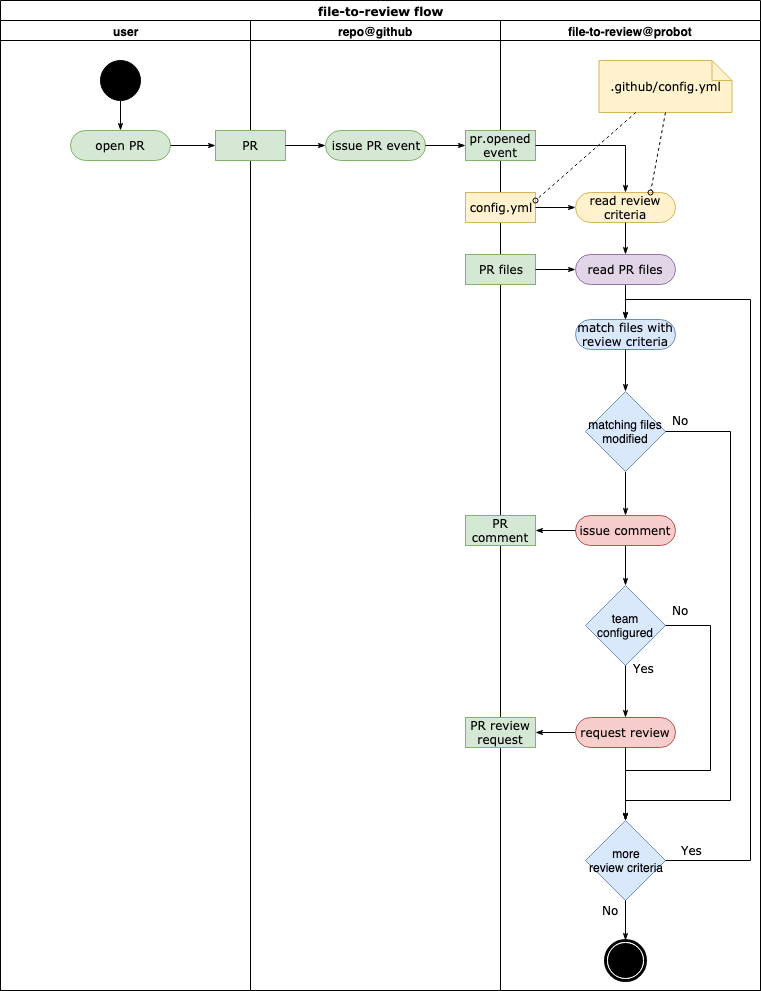 file-to-review flow
user
repo@github
file-to-review@probot
.github/config.yml
open PR
PR
issue PR event
pr.opened
event
config.yml
read review
criteria
PR files
read PR files
match files with
review criteria
matching files
modified
No
PR
comment
issue comment
team
configured
No
Yes
PR review
request
request review
more
review criteria
Yes
No